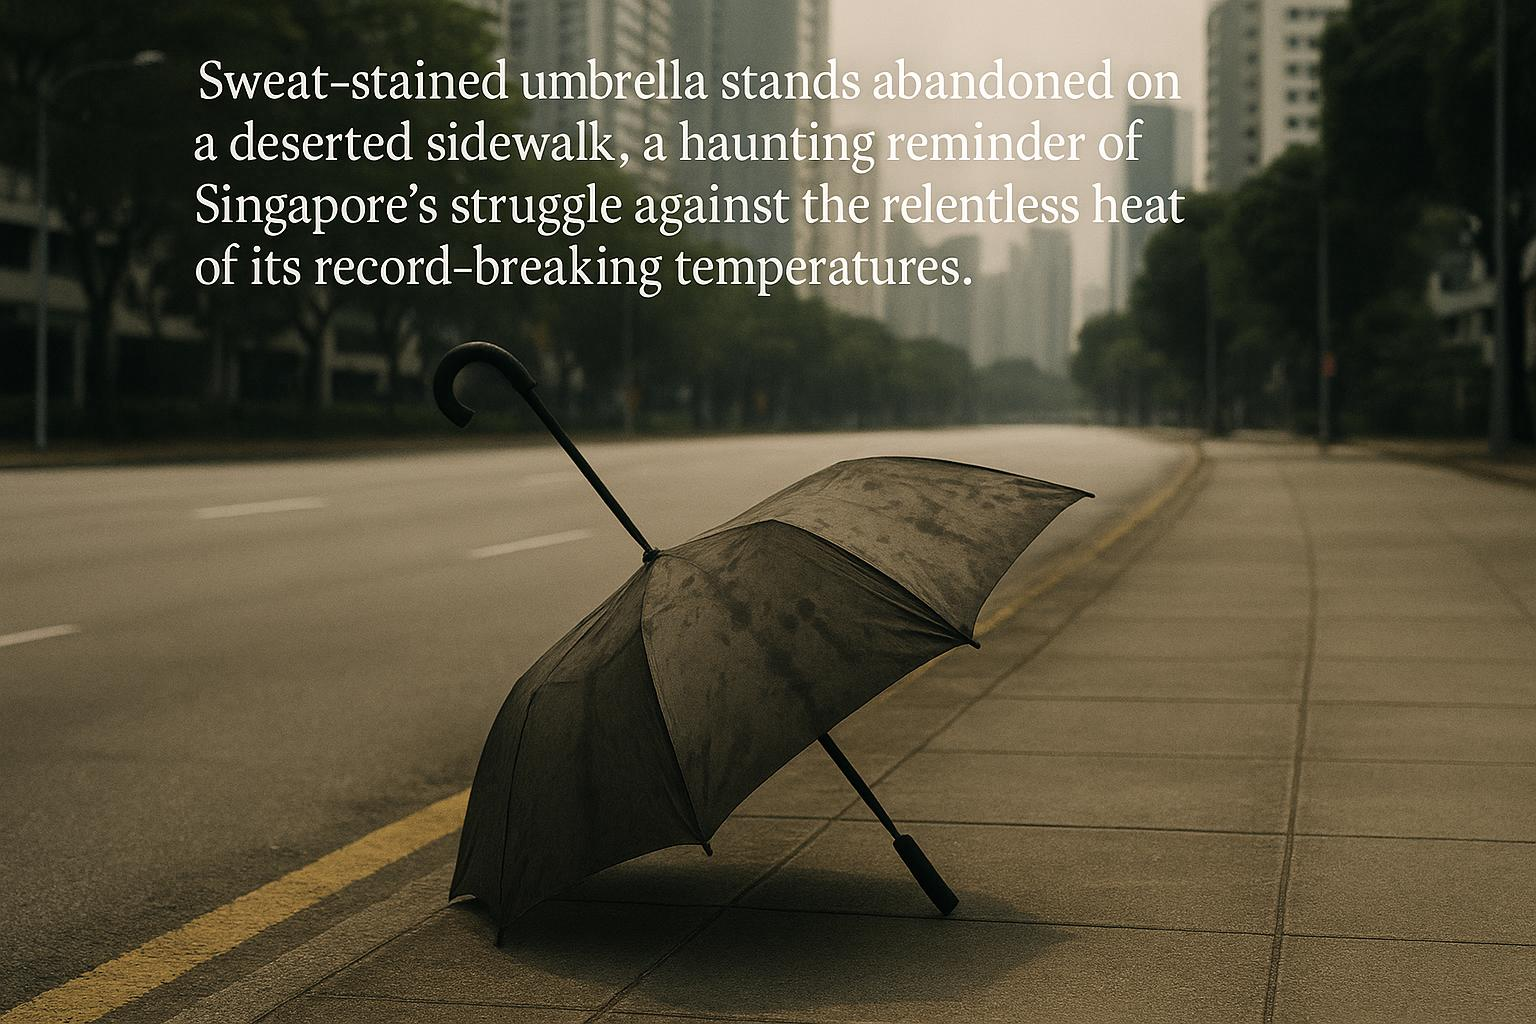 Sweat-stained umbrella stands abandoned on
a deserted sidewalk, a haunting reminder of
Singapore’s struggle against the relentless heat
of its record-breaking temperatures.